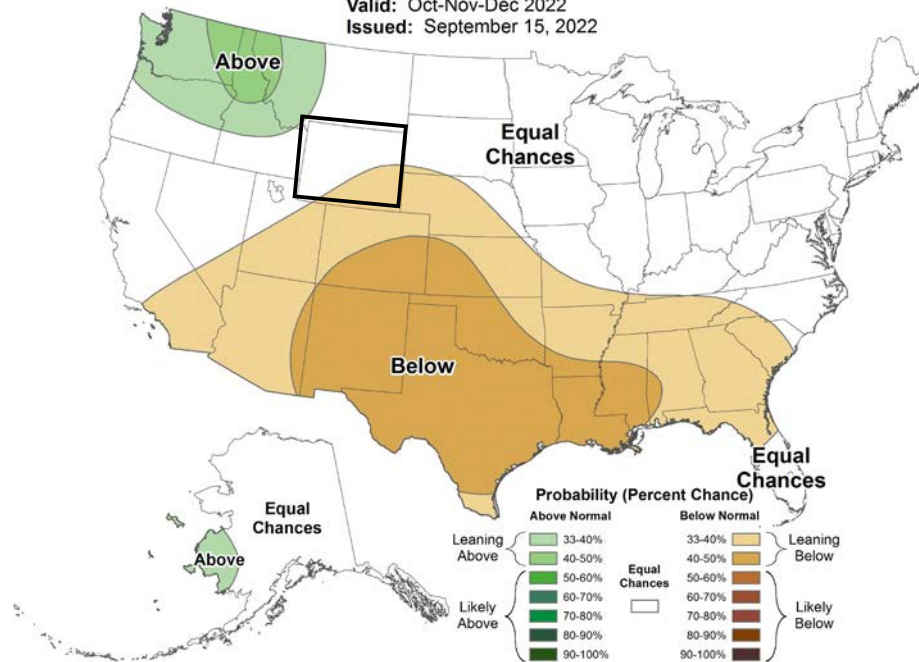 Valid: Oct-Nov-Dec 2022
Issued: September 15, 2022
Above
Equal
Chances
Below
Equal
Chances
Equal
Chances
Above
Probability (Percent Chance)
Above Normal
Below Normal
Leaning
Above
33-40%
40-50%
50-60%
60-70%
70-80%
80-90%
90-100%
Likely
Above
Equal
Chances
33-40%
40-50%
50-60%
60-70%
70-80%
80-90%
90-100%
Leaning
Below
Likely
Below